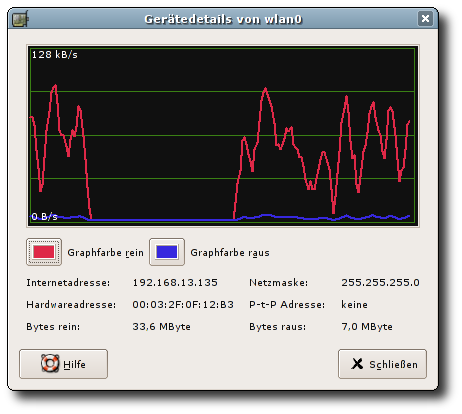 Gerätedetails von wlan0
128 kB/s
0 B/s
Graphfarbe rein Graphfarbe raus
Internetadresse: 192.168.13.135 Netzmaske: 255.255.255.0
Hardwareadresse: 00:03:2F:0F:12:B3 P-t-P Adresse: keine
Bytes rein: 33,6 MByte Bytes raus: 7,0 MByte
Hilfe Schließen